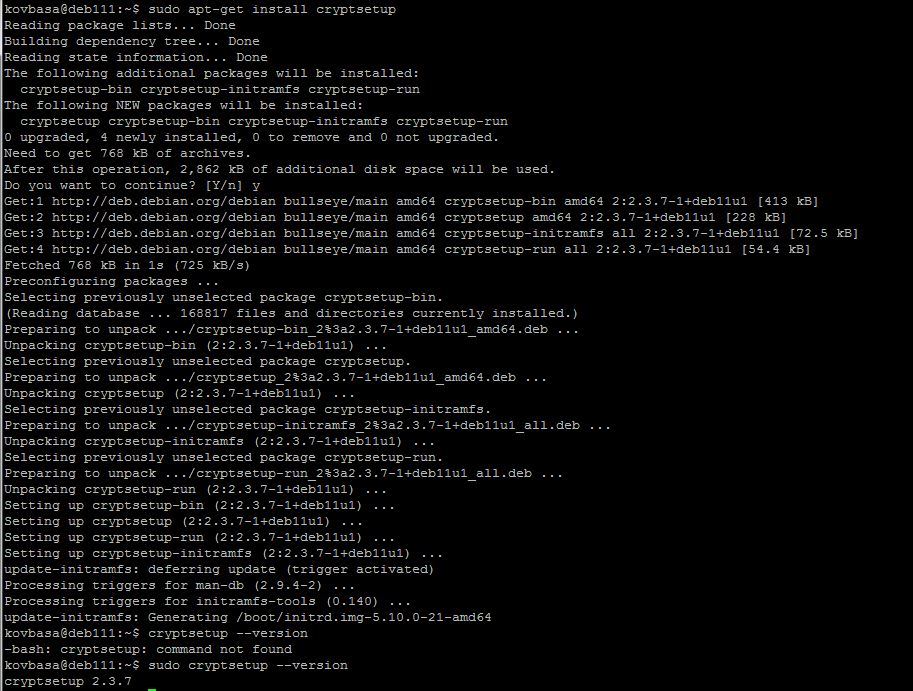 kovbasa@deb111:~$ sudo apt-get install cryptsetup
Reading package lists... Done
Building dependency tree... Done
Reading state information... Done
The following additional packages will be installed:
  cryptsetup-bin cryptsetup-initramfs cryptsetup-run
The following NEW packages will be installed:
  cryptsetup cryptsetup-bin cryptsetup-initramfs cryptsetup-run
0 upgraded, 4 newly installed, 0 to remove and 0 not upgraded.
Need to get 768 kB of archives.
After this operation, 2,862 kB of additional disk space will be used.
Do you want to continue? [Y/n] y
Get:1 http://deb.debian.org/debian bullseye/main amd64 cryptsetup-bin amd64 2:2.3.7-1+deb11u1 [413 kB]
Get:2 http://deb.debian.org/debian bullseye/main amd64 cryptsetup amd64 2:2.3.7-1+deb11u1 [228 kB]
Get:3 http://deb.debian.org/debian bullseye/main amd64 cryptsetup-initramfs all 2:2.3.7-1+deb11u1 [72.5 kB]
Get:4 http://deb.debian.org/debian bullseye/main amd64 cryptsetup-run all 2:2.3.7-1+deb11u1 [54.4 kB]
Fetched 768 kB in 1s (725 kB/s)
Preconfiguring packages ...
Selecting previously unselected package cryptsetup-bin.
(Reading database ... 168817 files and directories currently installed.)
Preparing to unpack .../cryptsetup-bin_2%3a2.3.7-1+deb11u1_amd64.deb ...
Unpacking cryptsetup-bin (2:2.3.7-1+deb11u1) ...
Selecting previously unselected package cryptsetup.
Preparing to unpack .../cryptsetup_2%3a2.3.7-1+deb11u1_amd64.deb ...
Unpacking cryptsetup (2:2.3.7-1+deb11u1) ...
Selecting previously unselected package cryptsetup-initramfs.
Preparing to unpack .../cryptsetup-initramfs_2%3a2.3.7-1+deb11u1_all.deb ...
Unpacking cryptsetup-initramfs (2:2.3.7-1+deb11u1) ...
Selecting previously unselected package cryptsetup-run.
Preparing to unpack .../cryptsetup-run_2%3a2.3.7-1+deb11u1_all.deb ...
Unpacking cryptsetup-run (2:2.3.7-1+deb11u1) ...
Setting up cryptsetup-bin (2:2.3.7-1+deb11u1) ...
Setting up cryptsetup (2:2.3.7-1+deb11u1) ...
Setting up cryptsetup-run (2:2.3.7-1+deb11u1) ...
Setting up cryptsetup-initramfs (2:2.3.7-1+deb11u1) ...
update-initramfs: deferring update (trigger activated)
Processing triggers for man-db (2.9.4-2) ...
Processing triggers for initramfs-tools (0.140) ...
update-initramfs: Generating /boot/initrd.img-5.10.0-21-amd64
kovbasa@deb111:~$ cryptsetup --version
-bash: cryptsetup: command not found
kovbasa@deb111:~$ sudo cryptsetup --version
cryptsetup 2.3.7